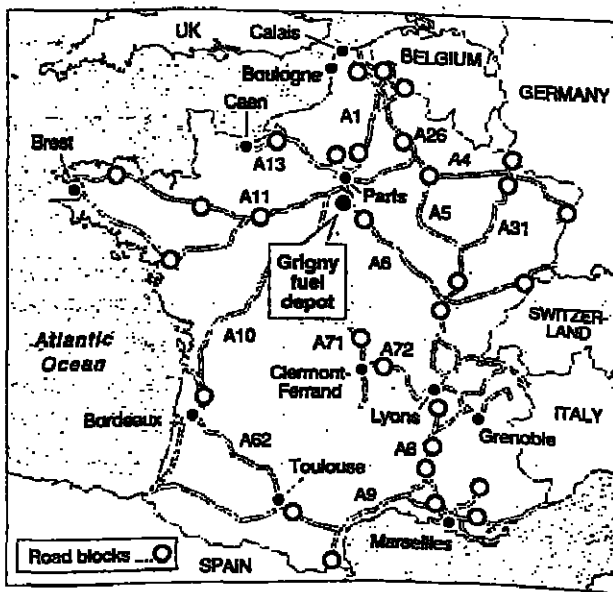 UK
Calais
Boulogne
BELGIUM
GERMANY
Caen
A1
A26
A4
Brest
A13
A11
Paris
A5
A31
Grigny
fuel
depot
A6
SWITZER-
LAND
Atlantic
Ocean
A10
A71
A72
Clermont-
Ferrand
Lyons
ITALY
Bordeaux
Grenoble
A62
A6
Toulouse
A9
Marseilles
Road blocks
SPAIN